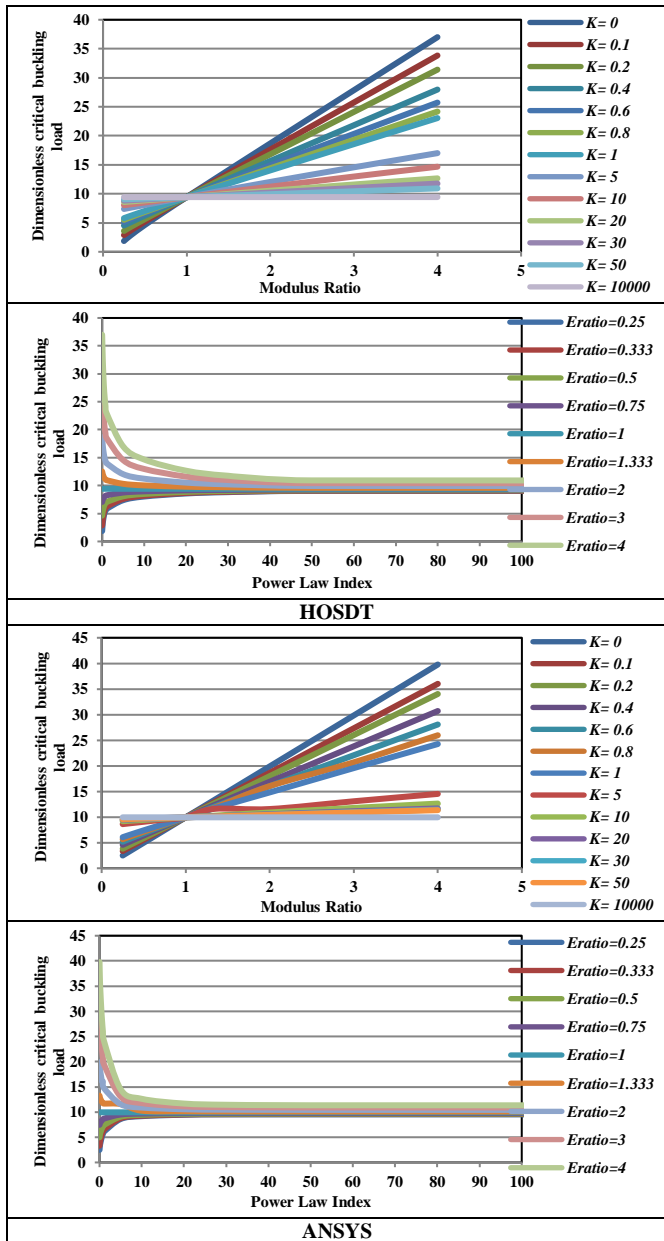 Dimensionless critical buckling
load
40
35
30
25
20
15
10
5
0
0 1 2 3 4 5
Modulus Ratio
K= 0
K= 0.1
K= 0.2
K= 0.4
K= 0.6
K= 0.8
K= 1
K= 5
K= 10
K= 20
K= 30
K= 50
K= 10000
Dimensionless critical buckling
load
40
35
30
25
20
15
10
5
0
0 10 20 30 40 50 60 70 80 90 100
Power Law Index
Eratio=0.25
Eratio=0.333
Eratio=0.5
Eratio=0.75
Eratio=1
Eratio=1.333
Eratio=2
Eratio=3
Eratio=4
HOSDT
Dimensionless critical buckling
load
45
40
35
30
25
20
15
10
5
0
0 1 2 3 4 5
Modulus Ratio
K= 0
K= 0.1
K= 0.2
K= 0.4
K= 0.6
K= 0.8
K= 1
K= 5
K= 10
K= 20
K= 30
K= 50
K= 10000
Dimensionless critical buckling
load
45
40
35
30
25
20
15
10
5
0
0 10 20 30 40 50 60 70 80 90 100
Power Law Index
Eratio=0.25
Eratio=0.333
Eratio=0.5
Eratio=0.75
Eratio=1
Eratio=1.333
Eratio=2
Eratio=3
Eratio=4
ANSYS